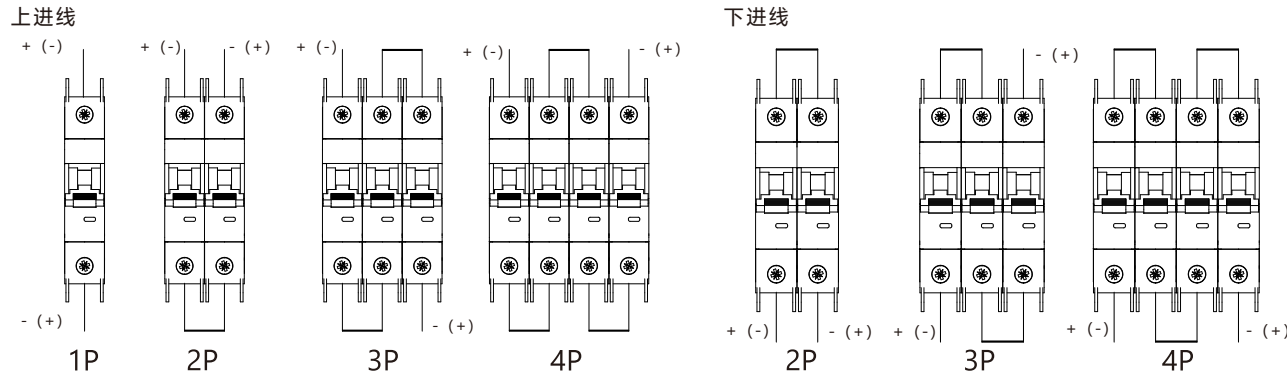 上进线
+ (-)
+ (-) - (+)
+ (-)
+ (-) - (+)
- (+)
- (+)
1P 2P 3P 4P
下进线
- (+)
+ (-) - (+)
+ (-)
+ (-) - (+)
2P 3P 4P